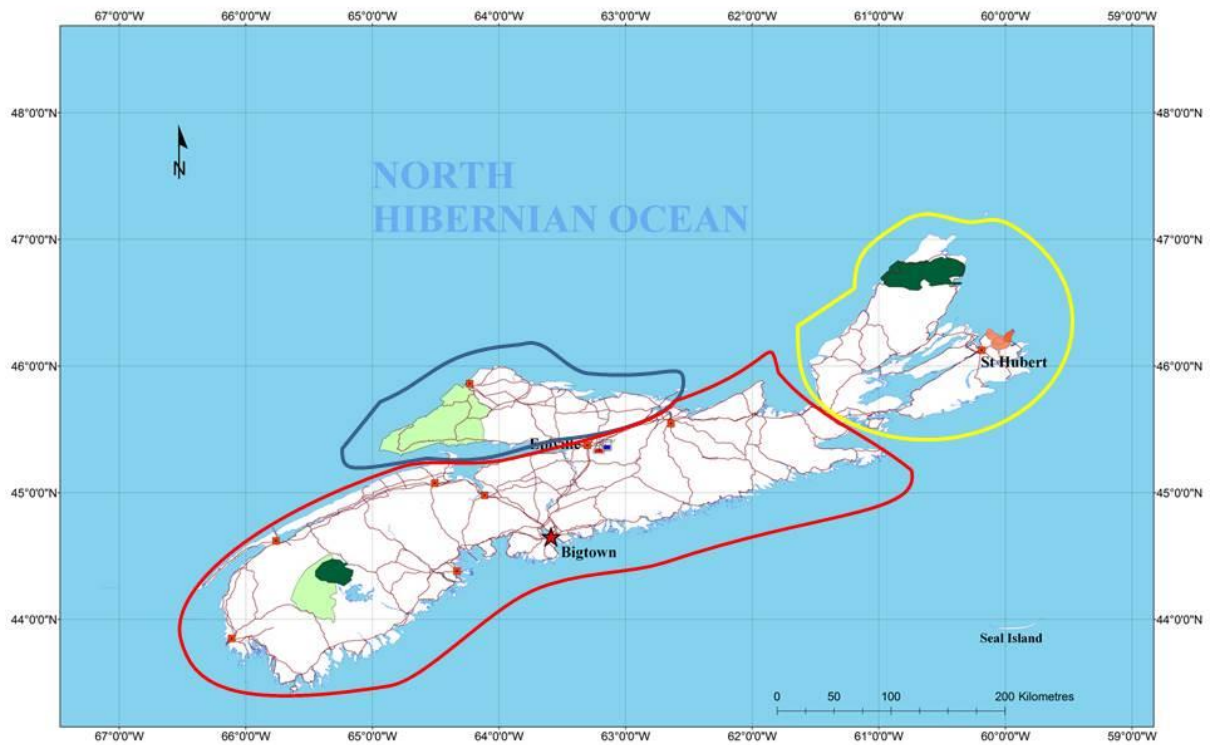 67°0'0"W 66°0'0"W 65°0'0"W 64°0'0"W 63°0'0"W 62°0'0"W 61°0'0"W 60°0'0"W 59°0'0"W
48°0'0"N 48°0'0"N
N
NORTH
HIBERNIAN OCEAN
47°0'0"N 47°0'0"N
46°0'0"N 46°0'0"N
St Hubert
45°0'0"N 45°0'0"N
Bigtown
44°0'0"N 44°0'0"N
Seal Island
0 50 100 200 Kilometres
67°0'0"W 66°0'0"W 65°0'0"W 64°0'0"W 63°0'0"W 62°0'0"W 61°0'0"W 60°0'0"W 59°0'0"W